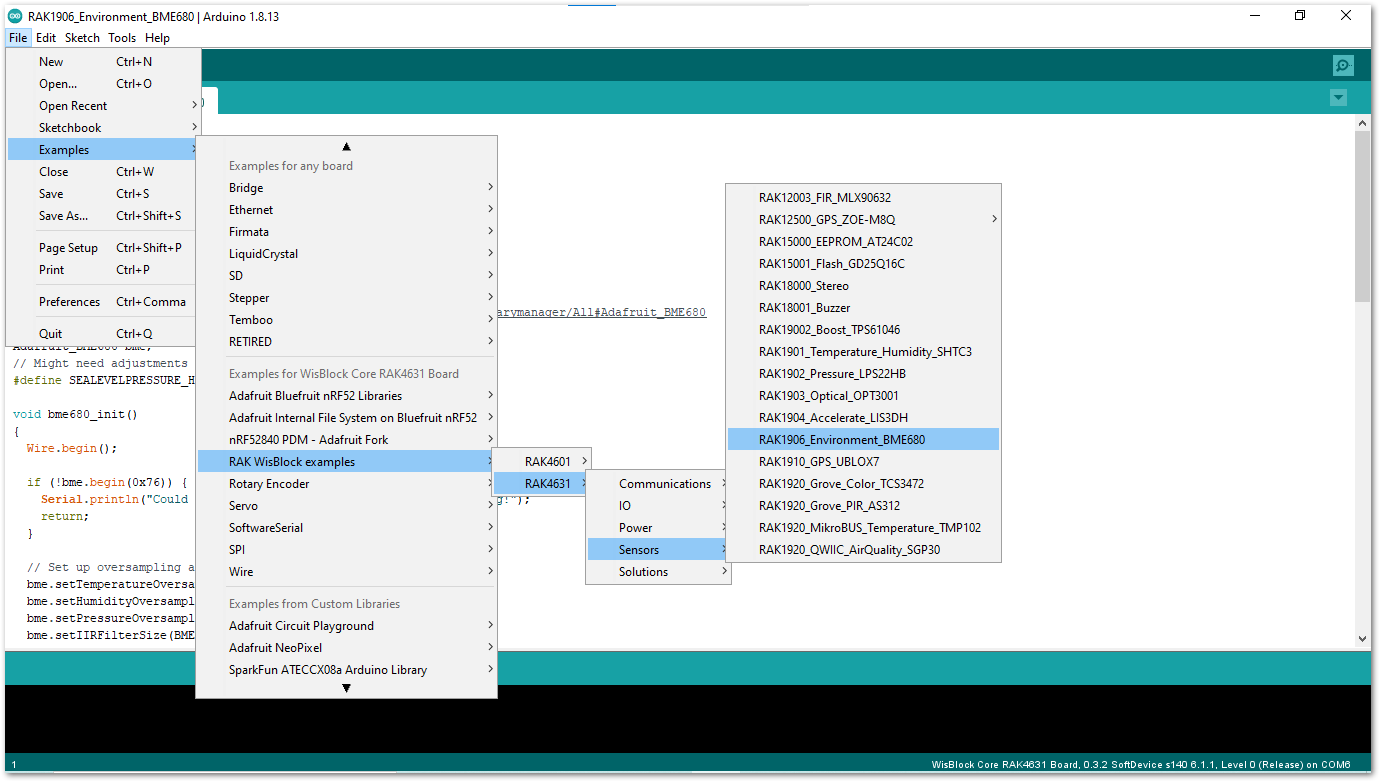 RAK1906_Environment_BME680 | Arduino 1.8.13
File Edit Sketch Tools Help
New Ctrl+N
Open... Ctrl+O
Open Recent
Sketchbook
Examples
Close Ctrl+W
Save Ctrl+S
Save As... Ctrl+Shift+S
Page Setup Ctrl+Shift+P
Print Ctrl+P
Preferences Ctrl+Comma
Quit Ctrl+Q
Examples for any board
Bridge
Ethernet
Firmata
LiquidCrystal
SD
Stepper
Temboo
RETIRED
Examples for WisBlock Core RAK4631 Board
Adafruit Bluefruit nRF52 Libraries
Adafruit Internal File System on Bluefruit nRF52
nRF52840 PDM - Adafruit Fork
RAK WisBlock examples
Rotary Encoder
Servo
SoftwareSerial
SPI
Wire
Examples from Custom Libraries
Adafruit Circuit Playground
Adafruit NeoPixel
SparkFun ATECCX08a Arduino Library
RAK4601
RAK4631
Communications
IO
Power
Sensors
Solutions
RAK12003_FIR_MLX90632
RAK12500_GPS_ZOE-M8Q
RAK15000_EEPROM_AT24C02
RAK15001_Flash_GD25Q16C
RAK18000_Stereo
RAK18001_Buzzer
RAK19002_Boost_TPS61046
RAK1901_Temperature_Humidity_SHTC3
RAK1902_Pressure_LPS22HB
RAK1903_Optical_OPT3001
RAK1904_Accelerate_LIS3DH
RAK1906_Environment_BME680
RAK1910_GPS_UBLOX7
RAK1920_Grove_Color_TCS3472
RAK1920_Grove_PIR_AS312
RAK1920_MikroBUS_Temperature_TMP102
RAK1920_QWIIC_AirQuality_SGP30
arymanager/All#Adafruit_BME680
Adafruit_BME680 bme;
// Might need adjustments
#define SEALEVELPRESSURE_H
void bme680_init()
{
Wire.begin();
if (!bme.begin(0x76)) {
Serial.println("Could g!");
return;
}
// Set up oversampling a
bme.setTemperatureOversa
bme.setHumidityOversampl
bme.setPressureOversampl
bme.setIIRFilterSize(BME
1 WisBlock Core RAK4631 Board, 0.3.2 SoftDevice s140 6.1.1, Level 0 (Release) on COM6